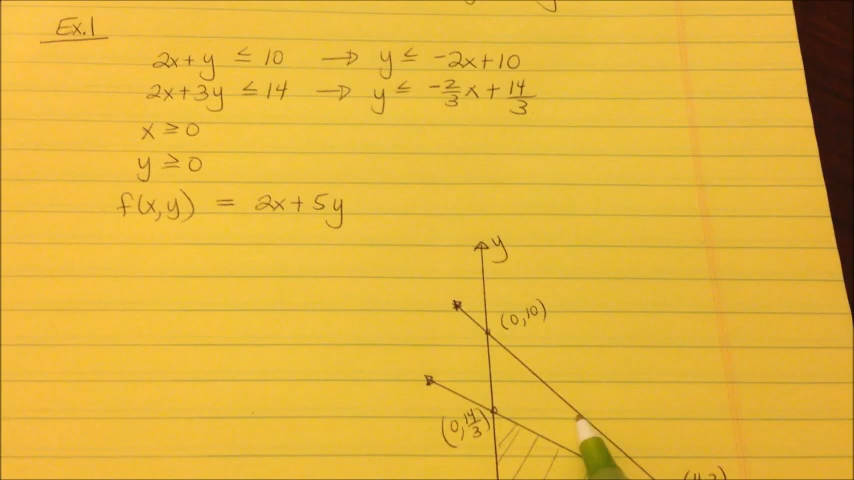 Ex.1
2x+y ≤ 10 → y ≤ -2x+10
2x+3y ≤ 14 → y ≤ -2/3 x + 14/3
x ≥ 0
y ≥ 0
f(x,y) = 2x+5y
y
(0,10)
(0, 14/3)